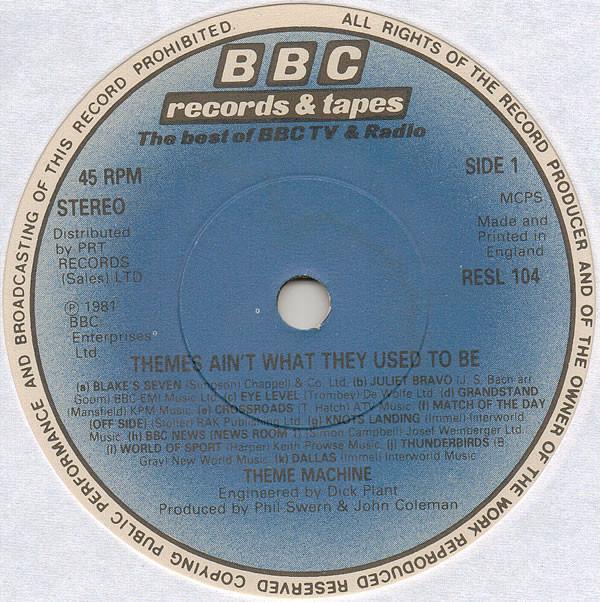 ALL RIGHTS OF THE RECORD PRODUCER AND OF THE OWNER OF THE WORK REPRODUCED RESERVED COPYING PUBLIC PERFORMANCE AND BROADCASTING OF THIS RECORD PROHIBITED.
BBC
records & tapes
The best of BBC TV & Radio
45 RPM
STEREO
Distributed
by PRT
RECORDS
(Sales) LTD
℗ 1981
BBC
Enterprises
Ltd.
SIDE 1
MCPS
Made and
Printed in
England
RESL 104
THEMES AIN'T WHAT THEY USED TO BE
(a) BLAKE'S SEVEN (Simpson) Chappell & Co. Ltd. (b) JULIET BRAVO (J. S. Bach arr
Goum) BBC EMI Music Ltd. (c) EYE LEVEL (Trombey) De Wolfe Ltd. (d) GRANDSTAND
(Mansfield) KPM Music. (e) CROSSROADS (T. Hatch) ATV Music. (f) MATCH OF THE DAY
(OFF SIDE) (Stoller) RAK Publishing Ltd. (g) KNOTS LANDING (Immel) Interworld
Music (h) BBC NEWS (NEWS ROOM) (Simon Campbell) Josef Weinberger Ltd.
(i) WORLD OF SPORT (Harper) Keith Prowse Music. (j) THUNDERBIRDS (B.
Gray) New World Music (k) DALLAS (Immel) Interworld Music
THEME MACHINE
Engineered by Dick Plant
Produced by Phil Swern & John Coleman